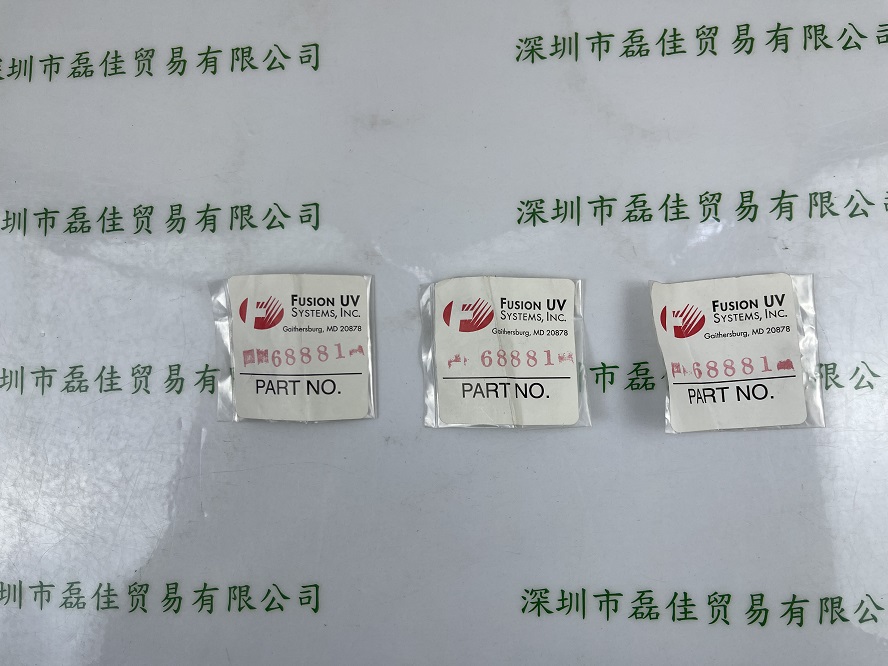 深圳市磊佳贸易有限公司
深圳市磊佳贸易有限公司
深圳市磊佳贸易有限公司
深圳市磊佳贸易有限公司
FUSION UV
SYSTEMS, INC.
Gaithersburg, MD 20878
68881
PART NO.
FUSION UV
SYSTEMS, INC.
Gaithersburg, MD 20878
68881
PART NO.
FUSION UV
SYSTEMS, INC.
Gaithersburg, MD 20878
68881
PART NO.
圳市磊佳贸易有
市磊
限公
圳市磊佳贸易有限公司
深圳市磊佳贸易有限公